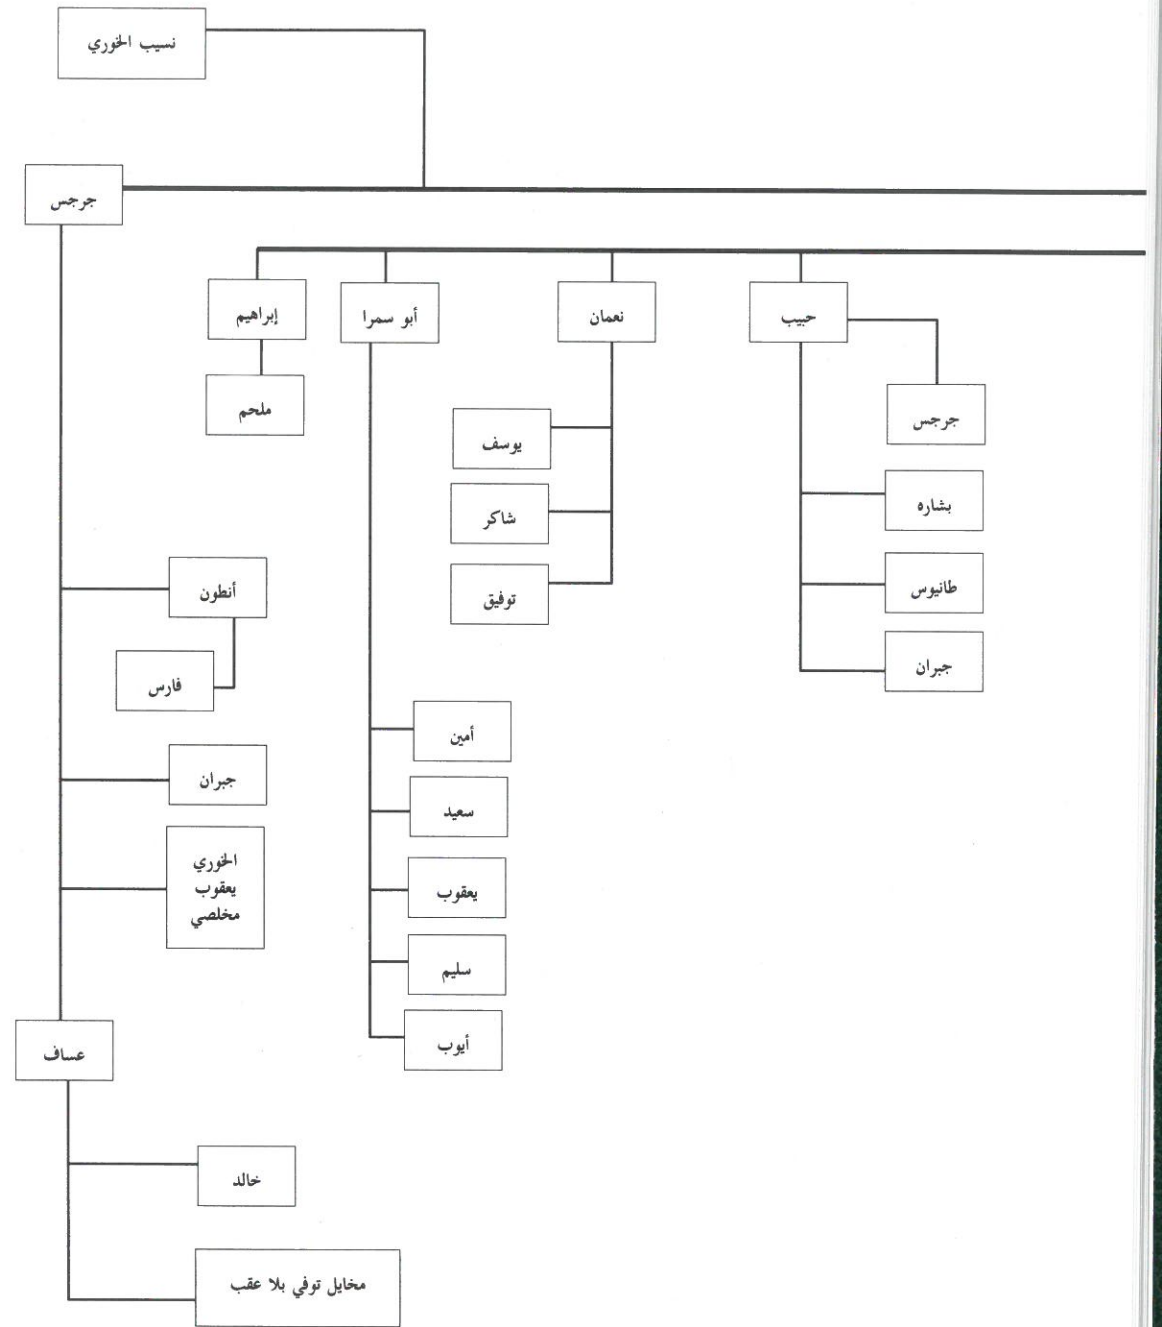 نسيب الخوري
جرجس
حبيب
نعمان
أبو سمرا
إبراهيم
ملحم
جرجس
بشاره
طانيوس
جبران
يوسف
شاكر
توفيق
أمين
سعيد
يعقوب
سليم
أيوب
أنطون
فارس
جبران
الخوري
يعقوب
مخلصي
عساف
خالد
مخايل توفي بلا عقب